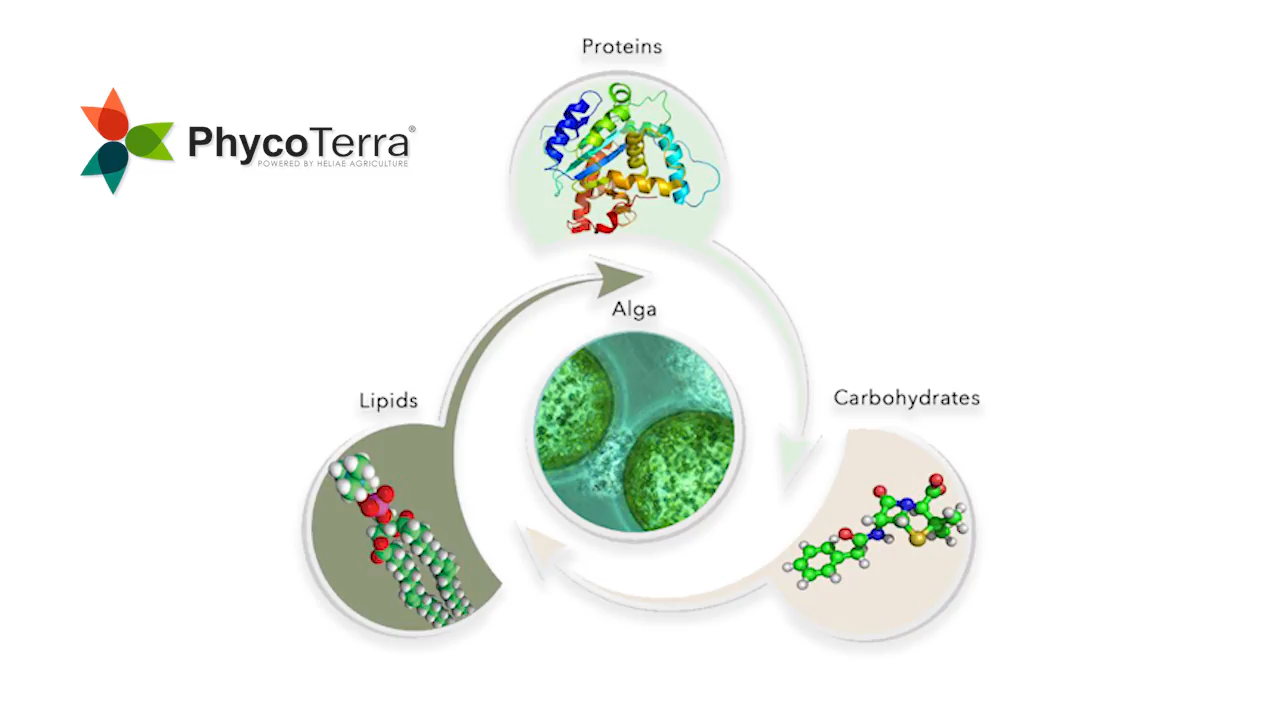 Proteins
PhycoTerra®
POWERED BY HELIAE AGRICULTURE
Alga
Lipids
Carbohydrates